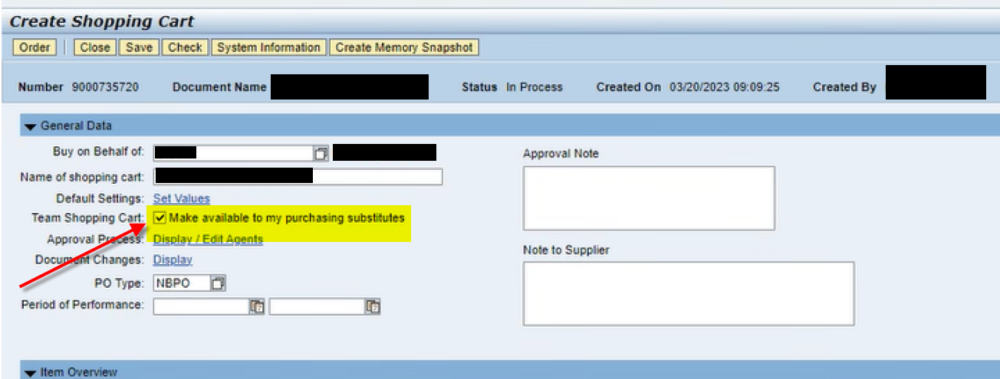 Create Shopping Cart
Order Close Save Check System Information Create Memory Snapshot
Number 9000735720 Document Name Status In Process Created On 03/20/2023 09:09:25 Created By
General Data
Buy on Behalf of:
Name of shopping cart:
Default Settings: Set Values
Team Shopping Cart: Make available to my purchasing substitutes
Approval Process: Display / Edit Agents
Document Changes: Display
PO Type: NBPO
Period of Performance:
Approval Note
Note to Supplier
Item Overview